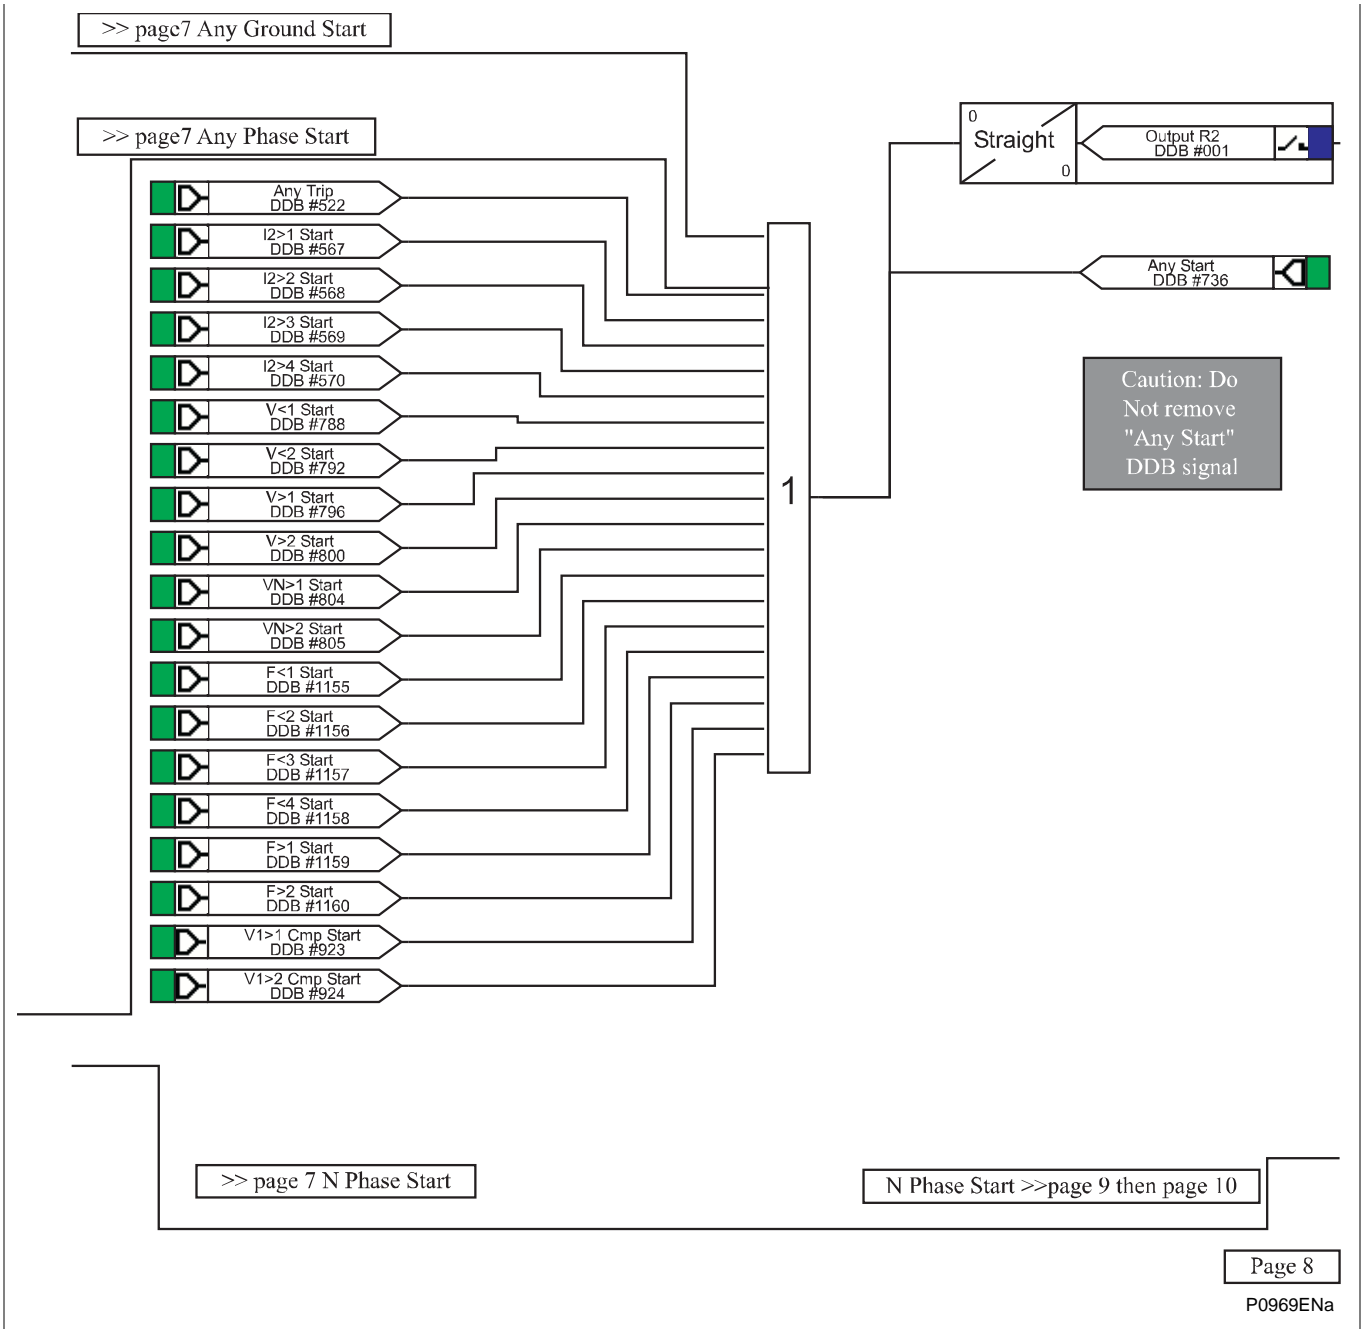 >> page7 Any Ground Start
>> page7 Any Phase Start
0
Straight
0
Output R2
DDB #001
Any Trip
DDB #522
I2>1 Start
DDB #567
I2>2 Start
DDB #568
I2>3 Start
DDB #569
I2>4 Start
DDB #570
V<1 Start
DDB #788
V<2 Start
DDB #792
V>1 Start
DDB #796
V>2 Start
DDB #800
VN>1 Start
DDB #804
VN>2 Start
DDB #805
F<1 Start
DDB #1155
F<2 Start
DDB #1156
F<3 Start
DDB #1157
F<4 Start
DDB #1158
F>1 Start
DDB #1159
F>2 Start
DDB #1160
V1>1 Cmp Start
DDB #923
V1>2 Cmp Start
DDB #924
1
Any Start
DDB #736
Caution: Do
Not remove
"Any Start"
DDB signal
>> page 7 N Phase Start
N Phase Start >>page 9 then page 10
Page 8
P0969ENa